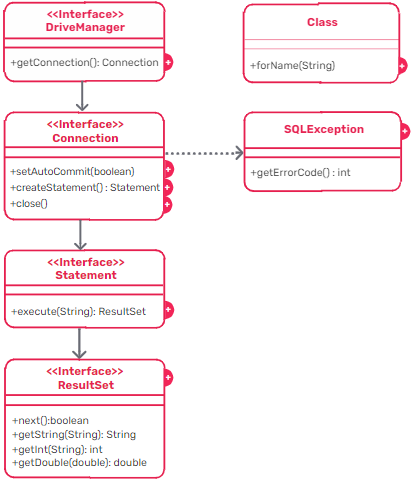 <<Interface>>
DriveManager
+getConnection(): Connection
Class
+forName(String)
<<Interface>>
Connection
+setAutoCommit(boolean)
+createStatement() : Statement
+close()
SQLException
+getErrorCode() : int
<<Interface>>
Statement
+execute(String): ResultSet
<<Interface>>
ResultSet
+next():boolean
+getString(String): String
+getInt(String): int
+getDouble(double): double